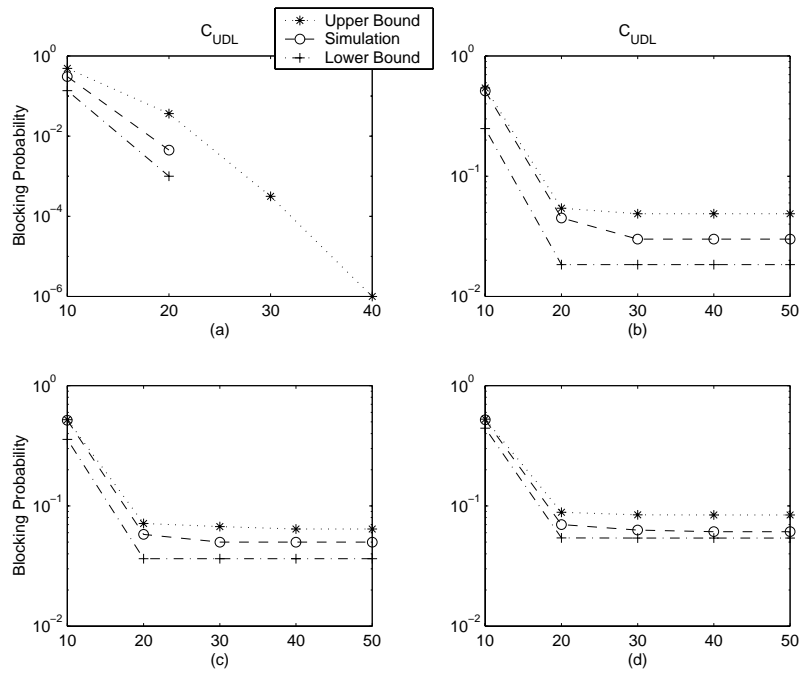 Upper Bound
Simulation
Lower Bound
C_UDL
Blocking Probability
10^0
10^-2
10^-4
10^-6
10 20 30 40
(a)
C_UDL
10^0
10^-1
10^-2
10 20 30 40 50
(b)
Blocking Probability
10^0
10^-1
10^-2
10 20 30 40 50
(c)
10^0
10^-1
10^-2
10 20 30 40 50
(d)